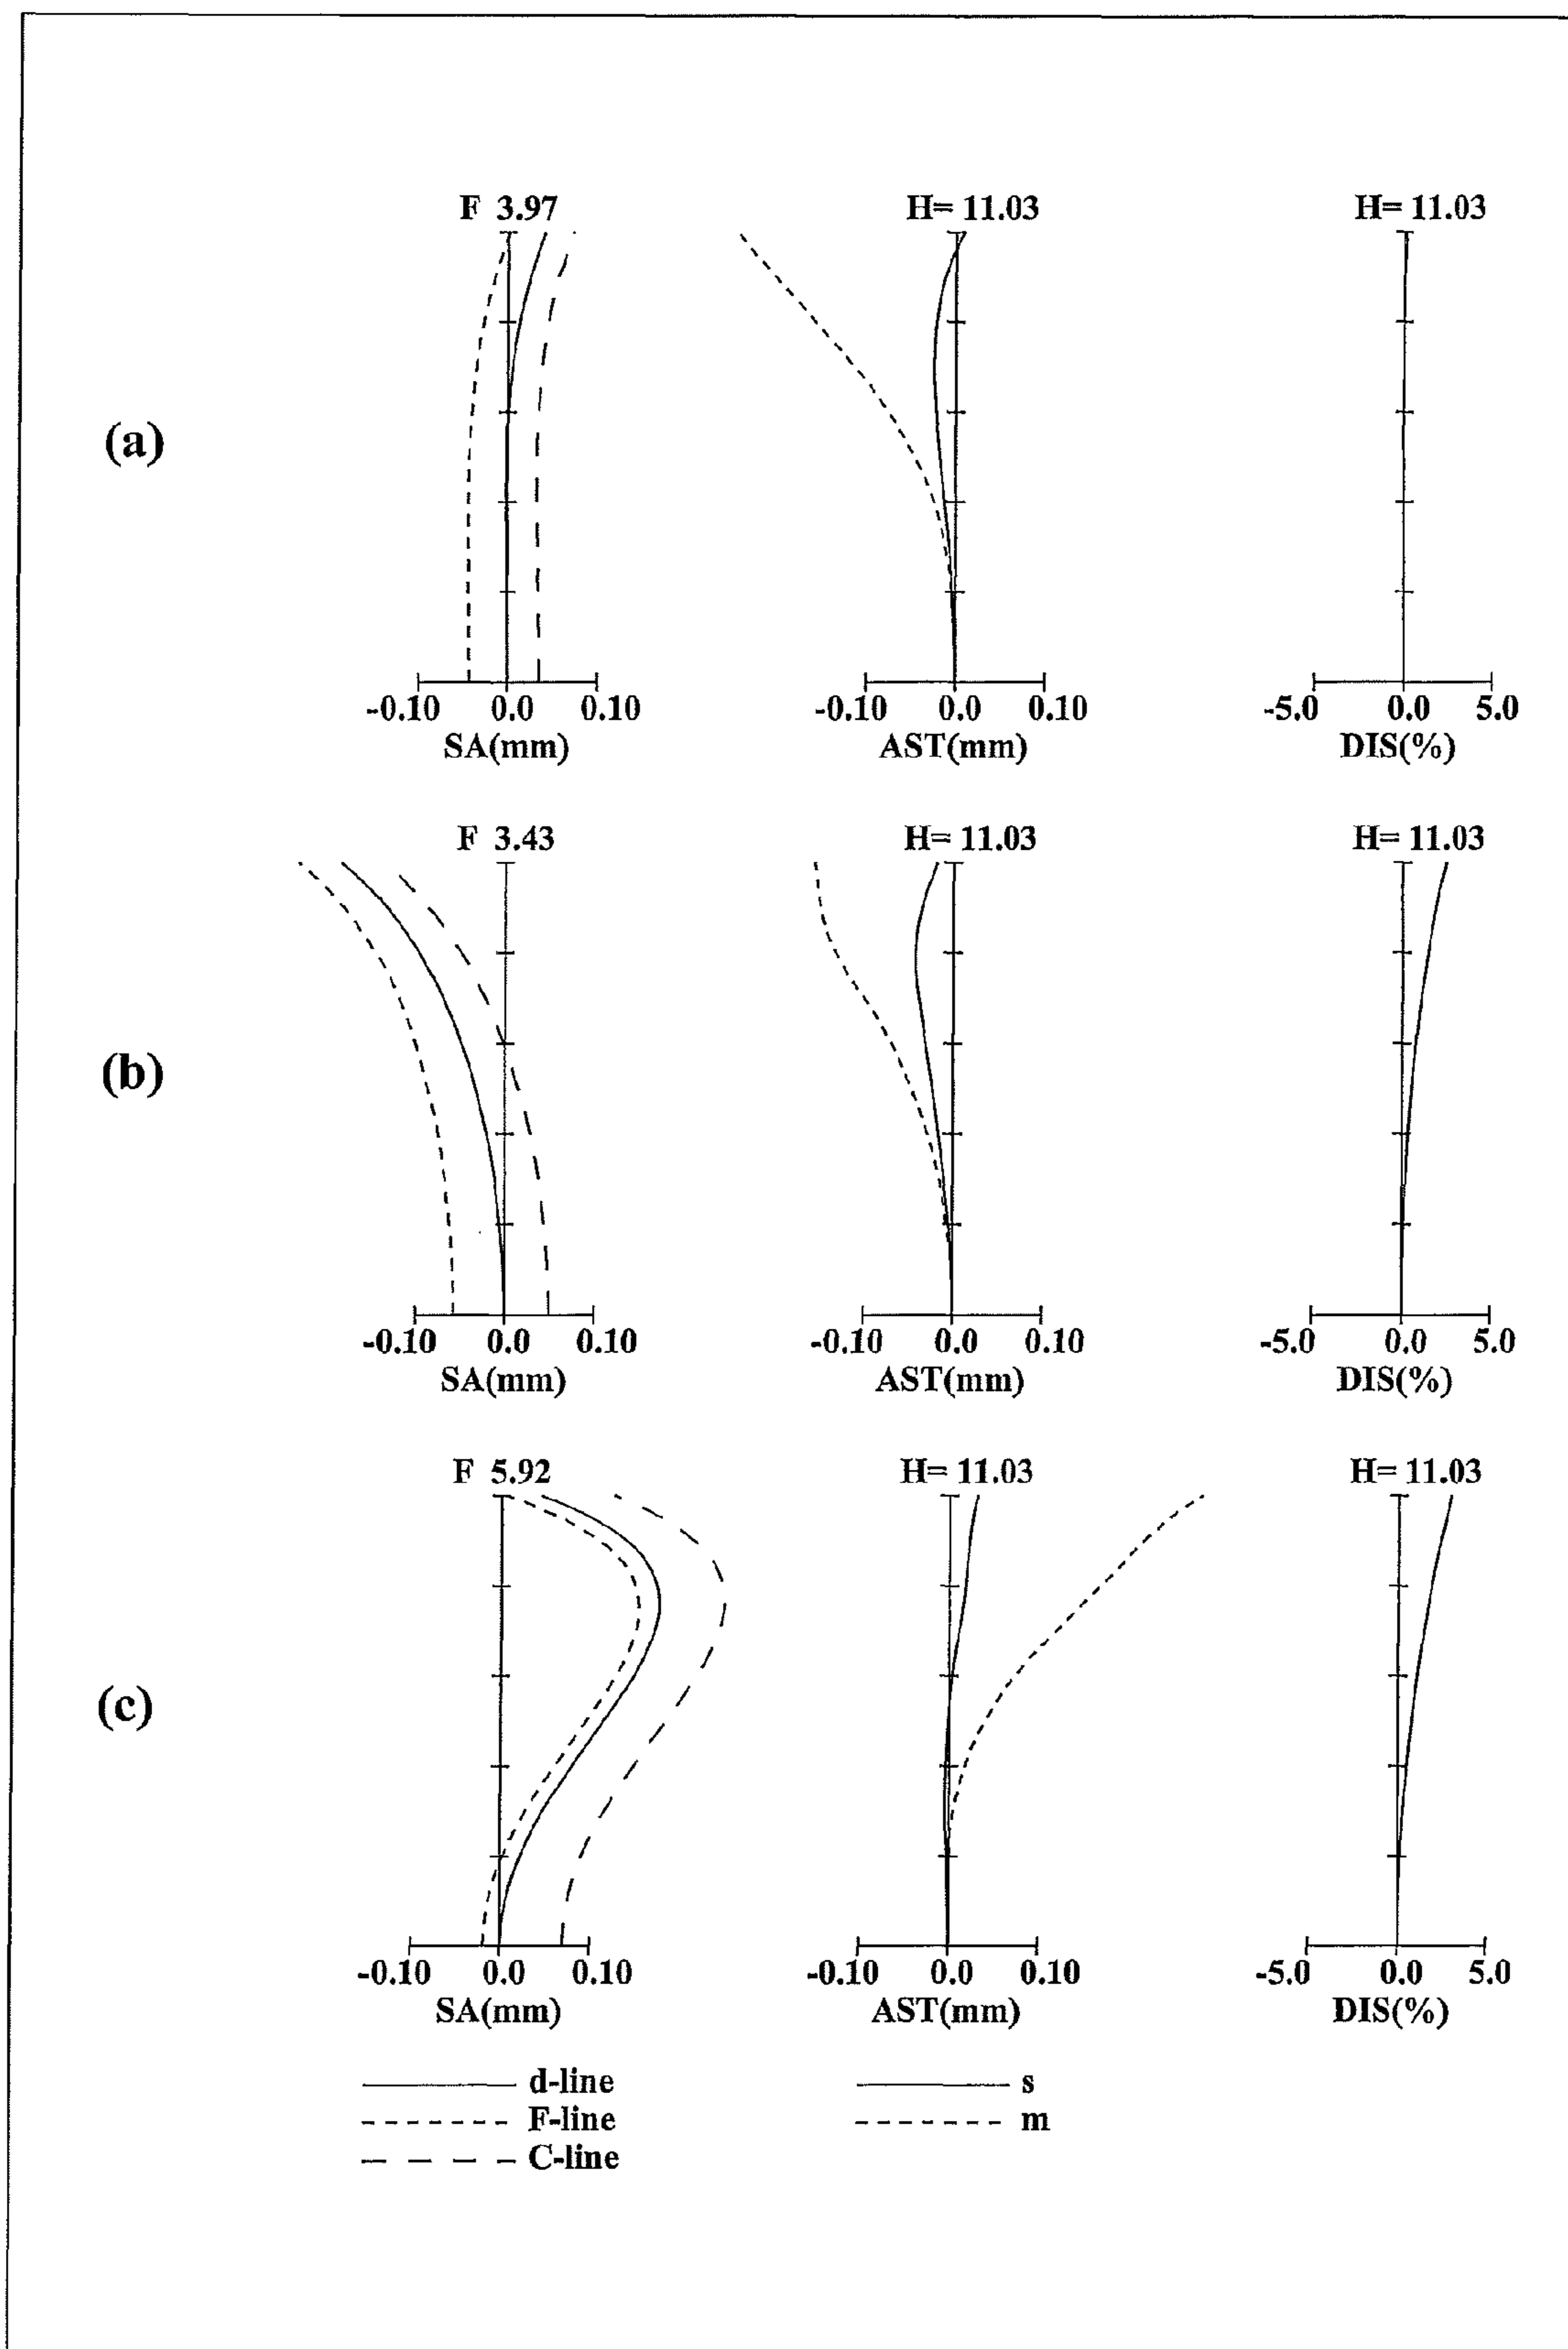 F 3.97 H= 11.03 H= 11.03
(a)
-0.10 0.0 0.10 -0.10 0.0 0.10 -5.0 0.0 5.0
SA(mm) AST(mm) DIS(%)
F 3.43 H= 11.03 H= 11.03
(b)
-0.10 0.0 0.10 -0.10 0.0 0.10 -5.0 0.0 5.0
SA(mm) AST(mm) DIS(%)
F 5.92 H= 11.03 H= 11.03
(c)
-0.10 0.0 0.10 -0.10 0.0 0.10 -5.0 0.0 5.0
SA(mm) AST(mm) DIS(%)
d-line s
F-line m
C-line